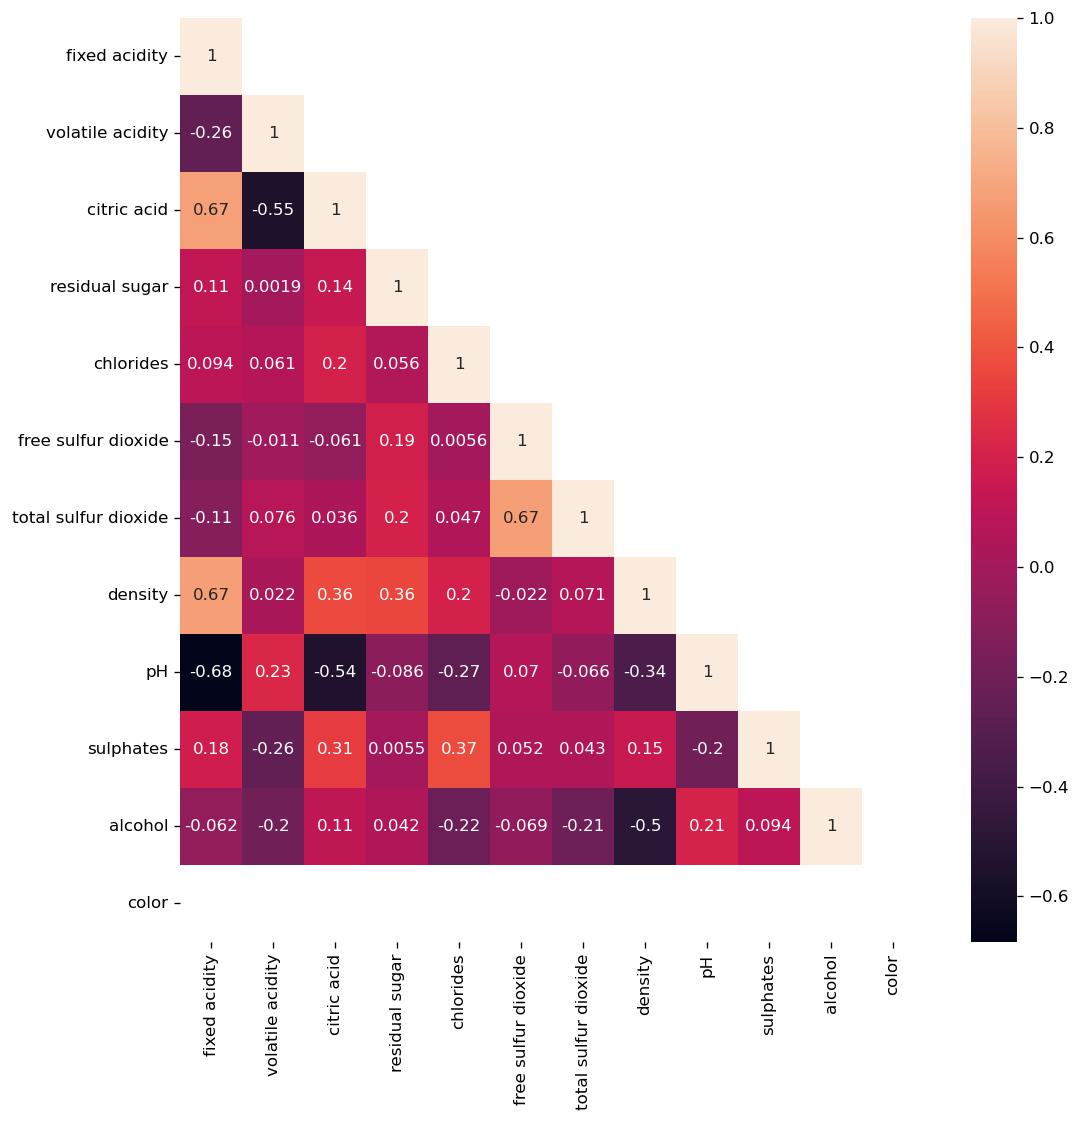 fixed acidity 1
volatile acidity -0.26 1
citric acid 0.67 -0.55 1
residual sugar 0.11 0.0019 0.14 1
chlorides 0.094 0.061 0.2 0.056 1
free sulfur dioxide -0.15 -0.011 -0.061 0.19 0.0056 1
total sulfur dioxide -0.11 0.076 0.036 0.2 0.047 0.67 1
density 0.67 0.022 0.36 0.36 0.2 -0.022 0.071 1
pH -0.68 0.23 -0.54 -0.086 -0.27 0.07 -0.066 -0.34 1
sulphates 0.18 -0.26 0.31 0.0055 0.37 0.052 0.043 0.15 -0.2 1
alcohol -0.062 -0.2 0.11 0.042 -0.22 -0.069 -0.21 -0.5 0.21 0.094 1
color
fixed acidity
volatile acidity
citric acid
residual sugar
chlorides
free sulfur dioxide
total sulfur dioxide
density
pH
sulphates
alcohol
color
1.0
0.8
0.6
0.4
0.2
0.0
−0.2
−0.4
−0.6